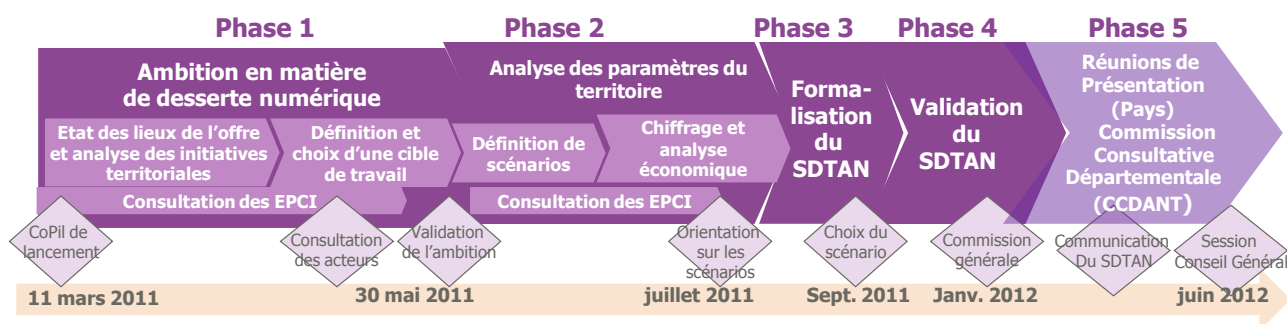 Phase 1
Phase 2
Phase 3
Phase 4
Phase 5
Ambition en matière
de desserte numérique
Etat des lieux de l'offre
et analyse des initiatives
territoriales
Définition et
choix d'une cible
de travail
Consultation des EPCI
Analyse des paramètres du
territoire
Définition de
scénarios
Chiffrage et
analyse
économique
Consultation des EPCI
Forma-
lisation
du
SDTAN
Validation
du
SDTAN
Réunions de
Présentation
(Pays)
Commission
Consultative
Départementale
(CCDANT)
CoPil de
lancement
Consultation
des acteurs
Validation
de l'ambition
Orientation
sur les
scénarios
Choix du
scénario
Commission
générale
Communication
Du SDTAN
Session
Conseil Général
11 mars 2011
30 mai 2011
juillet 2011
Sept. 2011
Janv. 2012
juin 2012